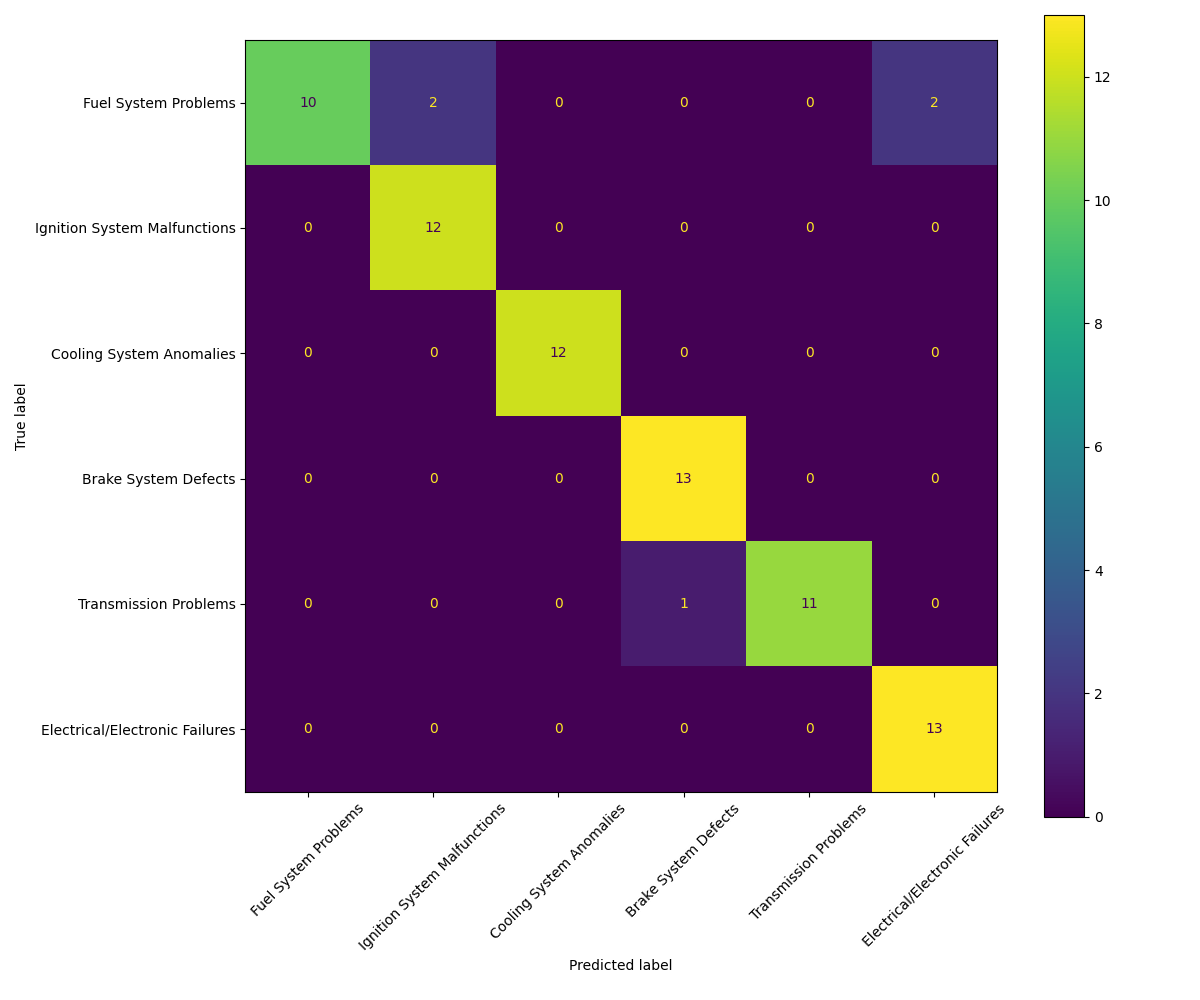 Fuel System Problems 10 2 0 0 0 2
Ignition System Malfunctions 0 12 0 0 0 0
Cooling System Anomalies 0 0 12 0 0 0
Brake System Defects 0 0 0 13 0 0
Transmission Problems 0 0 0 1 11 0
Electrical/Electronic Failures 0 0 0 0 0 13
True label
Fuel System Problems
Ignition System Malfunctions
Cooling System Anomalies
Brake System Defects
Transmission Problems
Electrical/Electronic Failures
Predicted label
12
10
8
6
4
2
0